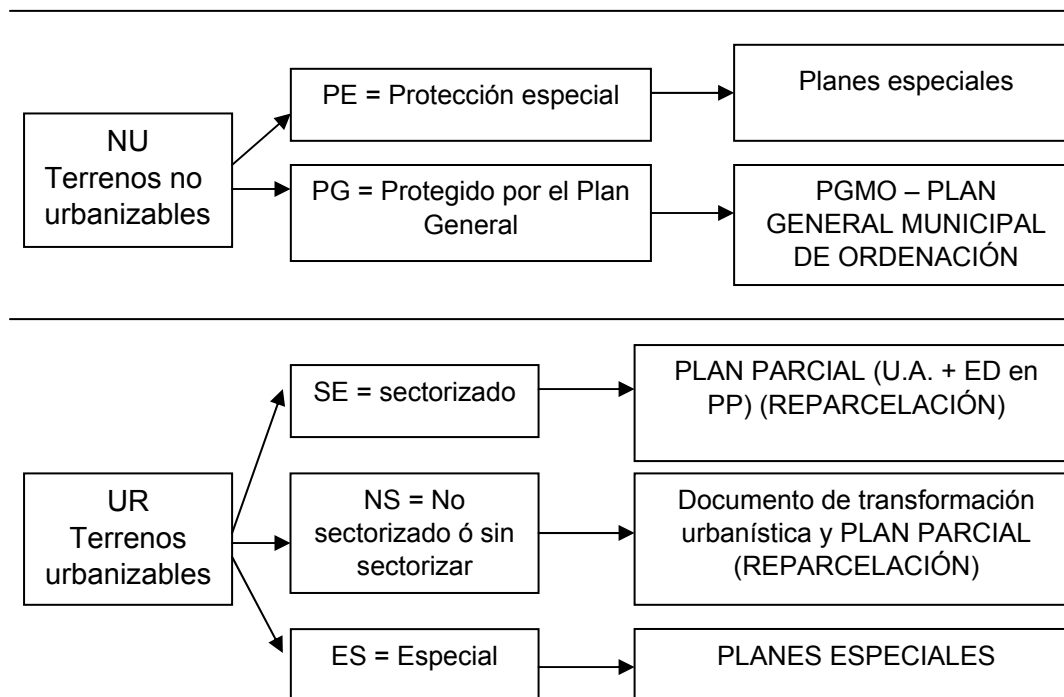 NU
Terrenos no
urbanizables
PE = Protección especial
Planes especiales
PG = Protegido por el Plan
General
PGMO – PLAN
GENERAL MUNICIPAL
DE ORDENACIÓN
UR
Terrenos
urbanizables
SE = sectorizado
PLAN PARCIAL (U.A. + ED en
PP) (REPARCELACIÓN)
NS = No
sectorizado ó sin
sectorizar
Documento de transformación
urbanística y PLAN PARCIAL
(REPARCELACIÓN)
ES = Especial
PLANES ESPECIALES